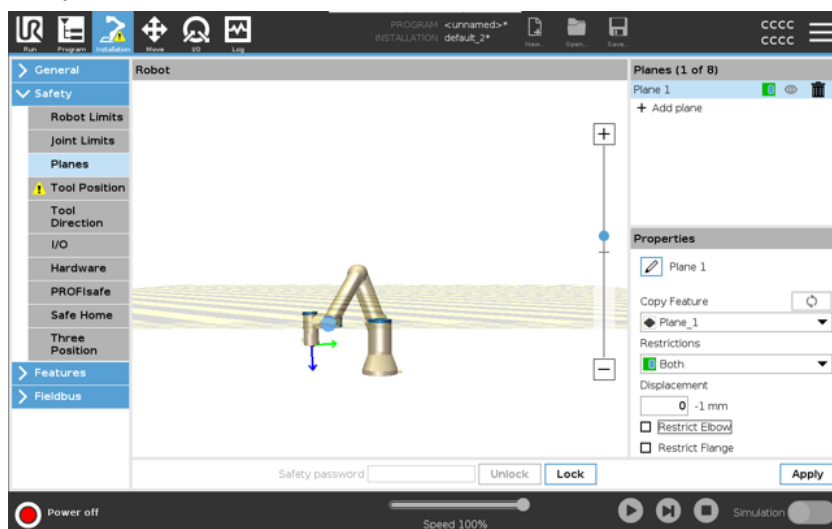 UR
Run
Program
Installation
Move
I/O
Log
PROGRAM <unnamed>*
INSTALLATION default_2*
New...
Open...
Save...
CCCC
CCCC
General
Safety
Robot Limits
Joint Limits
Planes
Tool Position
Tool
Direction
I/O
Hardware
PROFIsafe
Safe Home
Three
Position
Features
Fieldbus
Robot
Planes (1 of 8)
Plane 1
+ Add plane
Properties
Plane 1
Copy Feature
Plane_1
Restrictions
Both
Displacement
0 -1 mm
Restrict Elbow
Restrict Flange
Safety password
Unlock
Lock
Apply
Power off
Speed 100%
Simulation